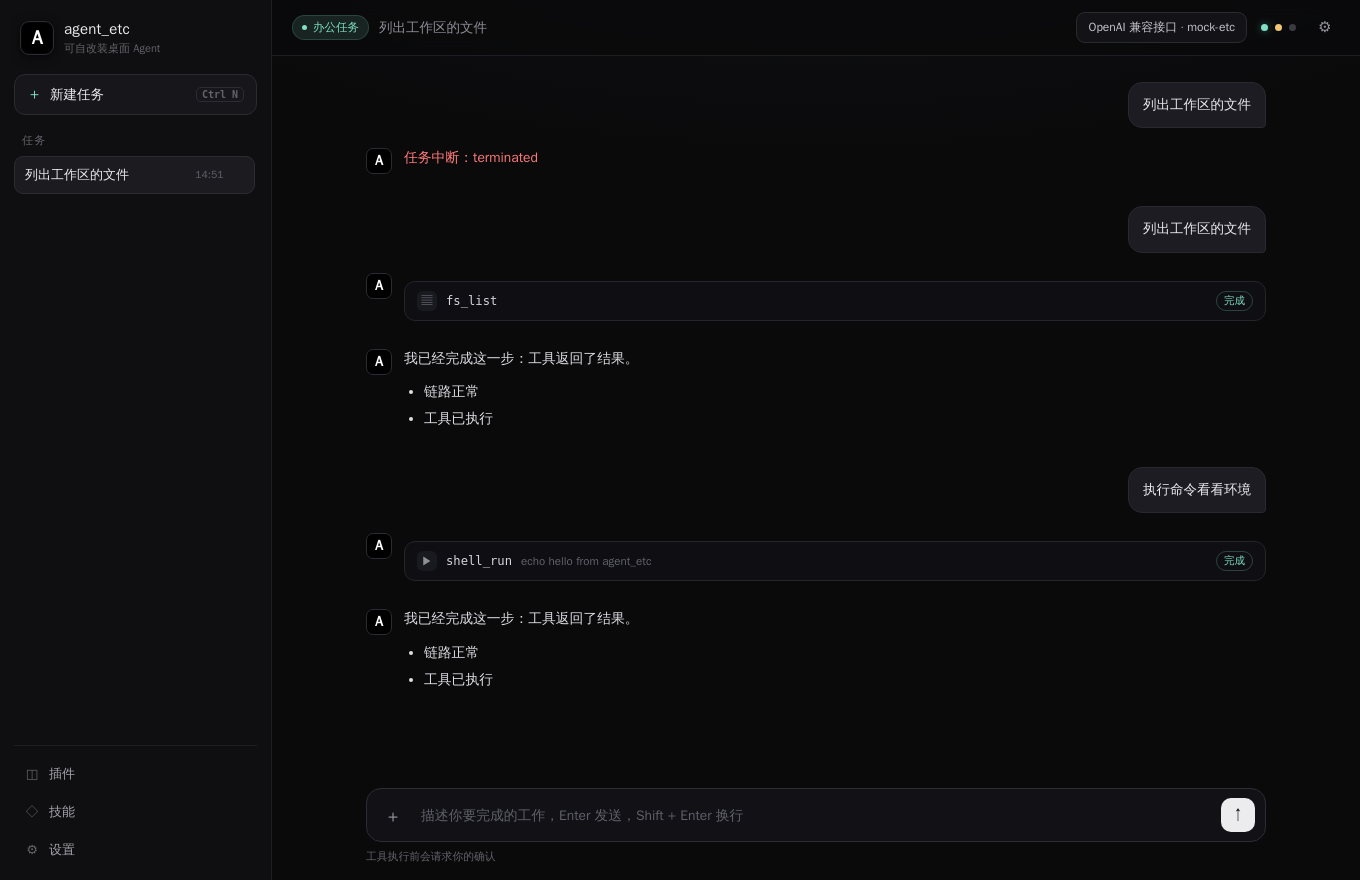 A
agent_etc
可自改装桌面 Agent
+ 新建任务 Ctrl N
任务
列出工作区的文件 14:51
插件
技能
设置
办公任务 列出工作区的文件
OpenAI 兼容接口 · mock-etc
列出工作区的文件
A 任务中断：terminated
列出工作区的文件
A
fs_list 完成
A 我已经完成这一步：工具返回了结果。
• 链路正常
• 工具已执行
执行命令看看环境
A
shell_run echo hello from agent_etc 完成
A 我已经完成这一步：工具返回了结果。
• 链路正常
• 工具已执行
+ 描述你要完成的工作，Enter 发送，Shift + Enter 换行
工具执行前会请求你的确认